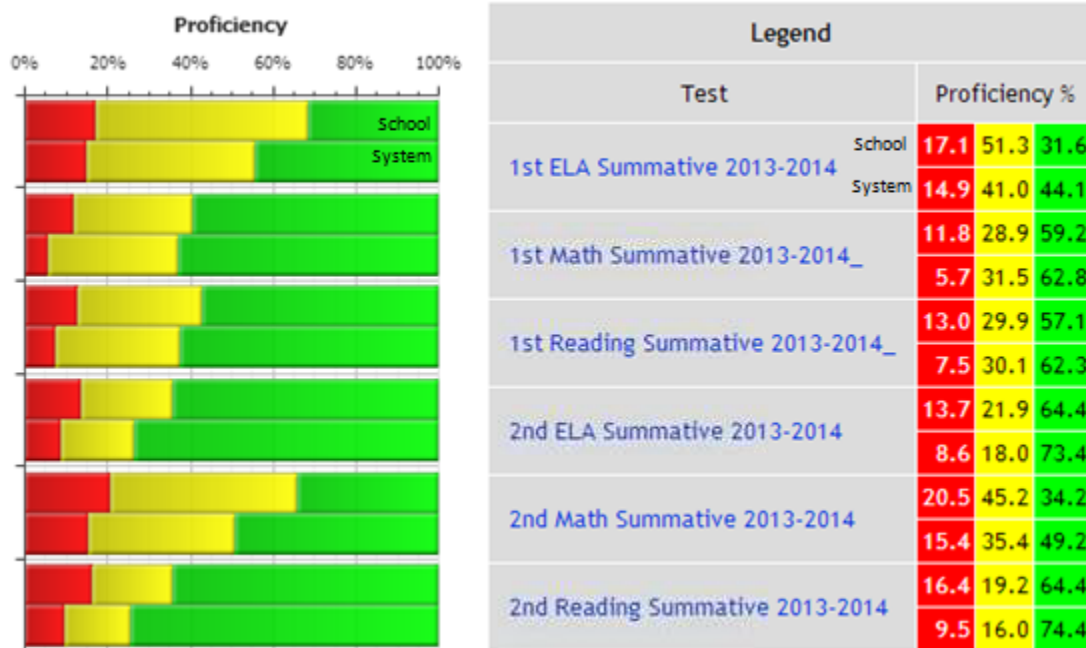 Proficiency
0% 20% 40% 60% 80% 100%
School
System
Legend
Test Proficiency %
1st ELA Summative 2013-2014 School 17.1 51.3 31.6
System 14.9 41.0 44.1
1st Math Summative 2013-2014_ 11.8 28.9 59.2
5.7 31.5 62.8
1st Reading Summative 2013-2014_ 13.0 29.9 57.1
7.5 30.1 62.3
2nd ELA Summative 2013-2014 13.7 21.9 64.4
8.6 18.0 73.4
2nd Math Summative 2013-2014 20.5 45.2 34.2
15.4 35.4 49.2
2nd Reading Summative 2013-2014 16.4 19.2 64.4
9.5 16.0 74.4